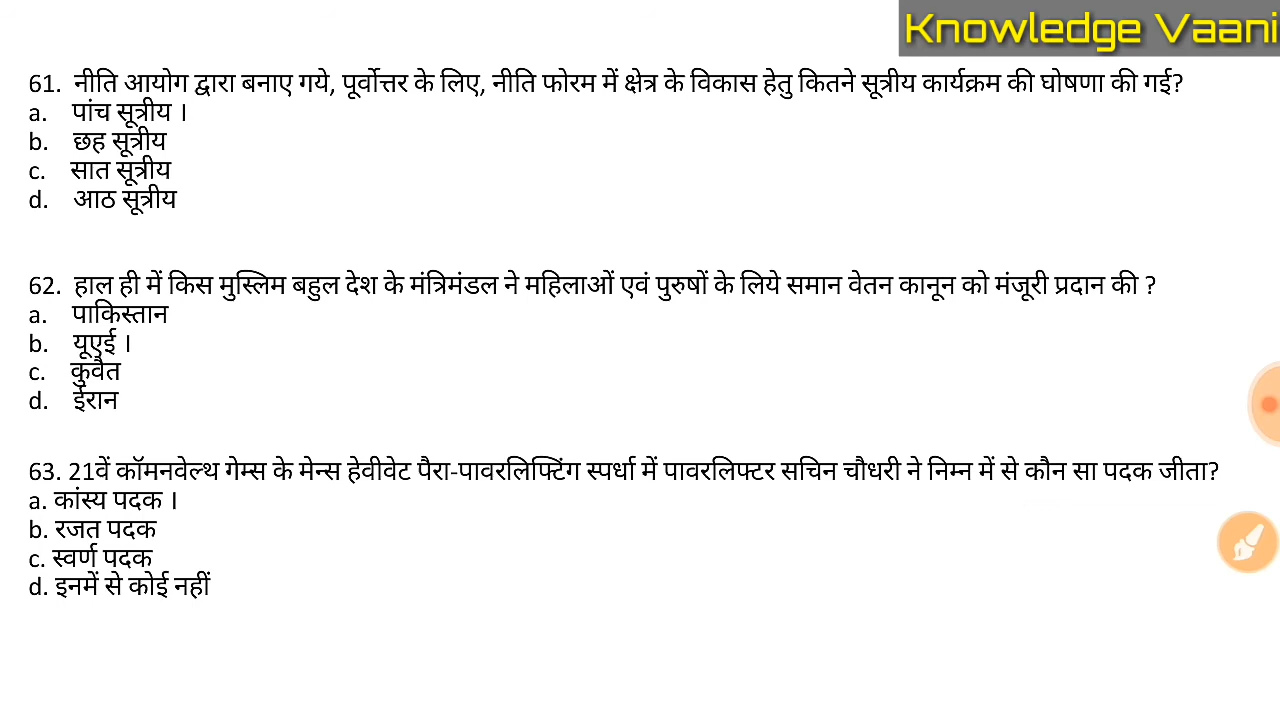 Knowledge Vaani
61. नीति आयोग द्वारा बनाए गये, पूर्वोत्तर के लिए, नीति फोरम में क्षेत्र के विकास हेतु कितने सूत्रीय कार्यक्रम की घोषणा की गई?
a. पांच सूत्रीय ।
b. छह सूत्रीय
c. सात सूत्रीय
d. आठ सूत्रीय
62. हाल ही में किस मुस्लिम बहुल देश के मंत्रिमंडल ने महिलाओं एवं पुरुषों के लिये समान वेतन कानून को मंजूरी प्रदान की ?
a. पाकिस्तान
b. यूएई ।
c. कुवैत
d. ईरान
63. 21वें कॉमनवेल्थ गेम्स के मेन्स हेवीवेट पैरा-पावरलिफ्टिंग स्पर्धा में पावरलिफ्टर सचिन चौधरी ने निम्न में से कौन सा पदक जीता?
a. कांस्य पदक ।
b. रजत पदक
c. स्वर्ण पदक
d. इनमें से कोई नहीं